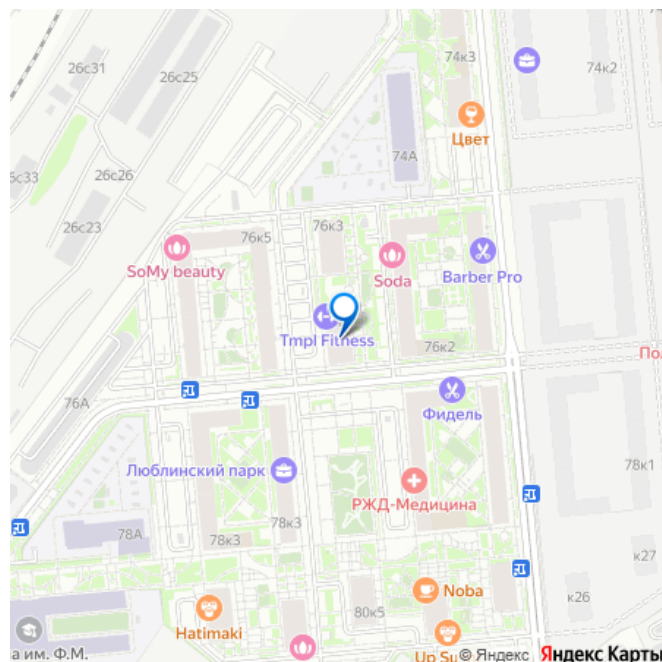 74к3
74к2
26с31
26с25
Цвет
74А
26с26
26с23
76к3
76к5
SoMy beauty
Soda
Barber Pro
Tmpl Fitness
76к2
76А
Фидель
Люблинский парк
78к1
РЖД-Медицина
78к3
78А
78к3
к27
Noba
к26
80к5
Hatimaki
© Яндекс
Яндекс Карты